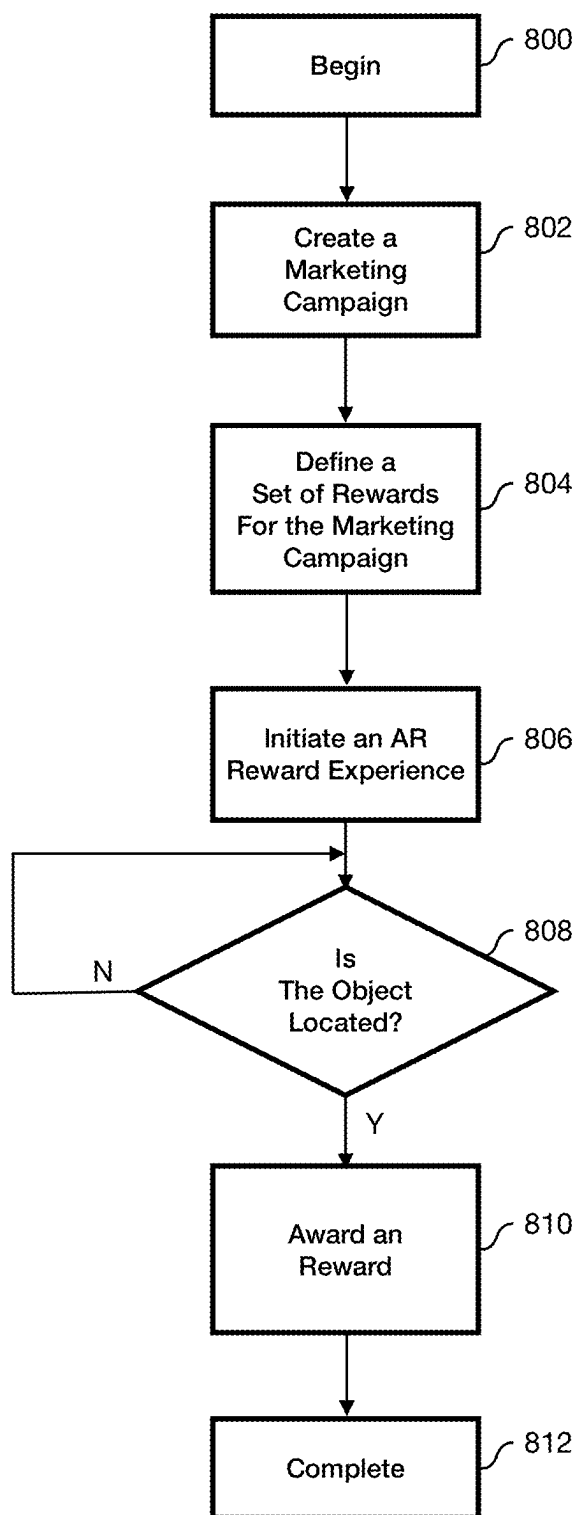 Begin
800
Create a
Marketing
Campaign
802
Define a
Set of Rewards
For the Marketing
Campaign
804
Initiate an AR
Reward Experience
806
Is
The Object
Located?
808
N
Y
Award an
Reward
810
Complete
812